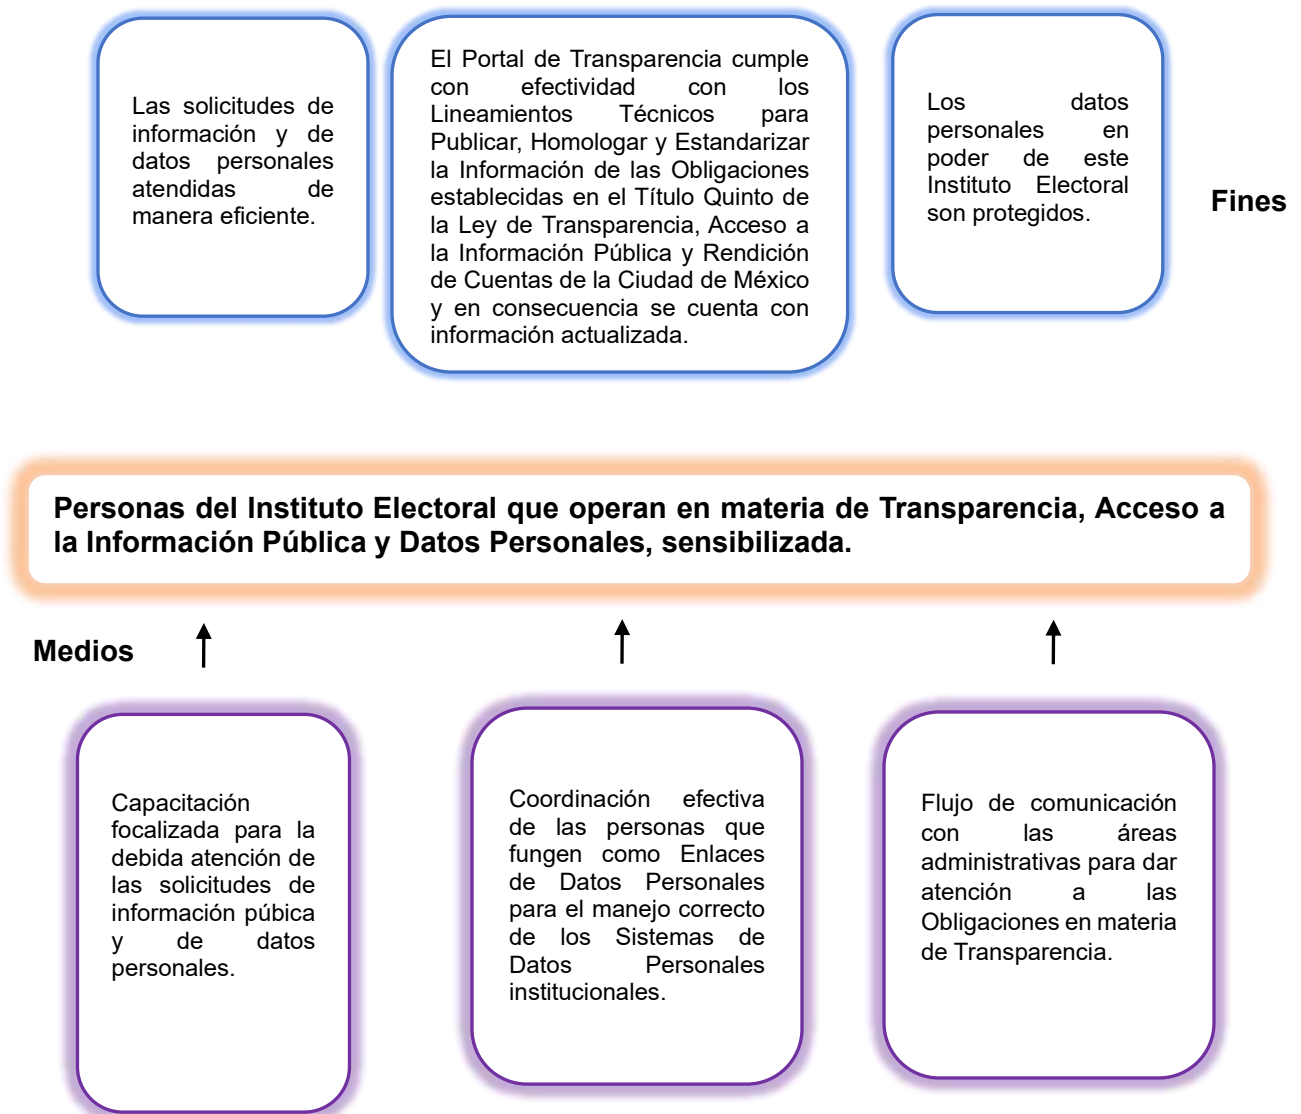 Las solicitudes de
información y de
datos personales
atendidas de
manera eficiente.
El Portal de Transparencia cumple
con efectividad con los
Lineamientos Técnicos para
Publicar, Homologar y Estandarizar
la Información de las Obligaciones
establecidas en el Título Quinto de
la Ley de Transparencia, Acceso a
la Información Pública y Rendición
de Cuentas de la Ciudad de México
y en consecuencia se cuenta con
información actualizada.
Los datos
personales en
poder de este
Instituto Electoral
son protegidos.
Fines
Personas del Instituto Electoral que operan en materia de Transparencia, Acceso a
la Información Pública y Datos Personales, sensibilizada.
Medios
Capacitación
focalizada para la
debida atención de
las solicitudes de
información púbica
y de datos
personales.
Coordinación efectiva
de las personas que
fungen como Enlaces
de Datos Personales
para el manejo correcto
de los Sistemas de
Datos Personales
institucionales.
Flujo de comunicación
con las áreas
administrativas para dar
atención a las
Obligaciones en materia
de Transparencia.